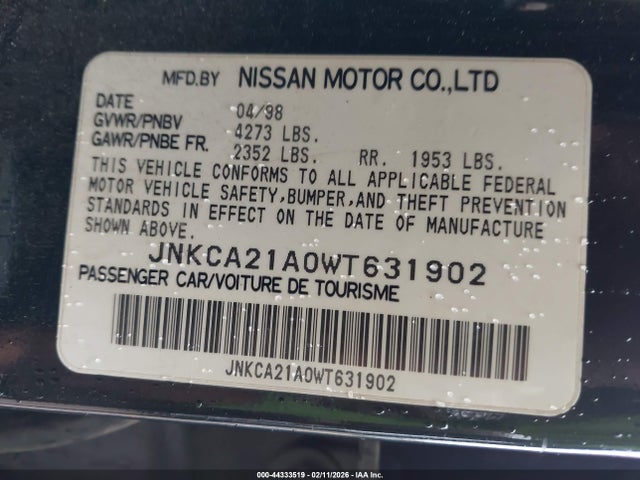 MFD.BY NISSAN MOTOR CO.,LTD
DATE 04/98
GVWR/PNBV 4273 LBS.
GAWR/PNBE FR. 2352 LBS. RR. 1953 LBS.
THIS VEHICLE CONFORMS TO ALL APPLICABLE FEDERAL
MOTOR VEHICLE SAFETY,BUMPER,AND THEFT PREVENTION
STANDARDS IN EFFECT ON THE DATE OF MANUFACTURE
SHOWN ABOVE.
JNKCA21A0WT631902
PASSENGER CAR/VOITURE DE TOURISME
JNKCA21A0WT631902
000-44333519 - 02/11/2026 - IAA Inc.